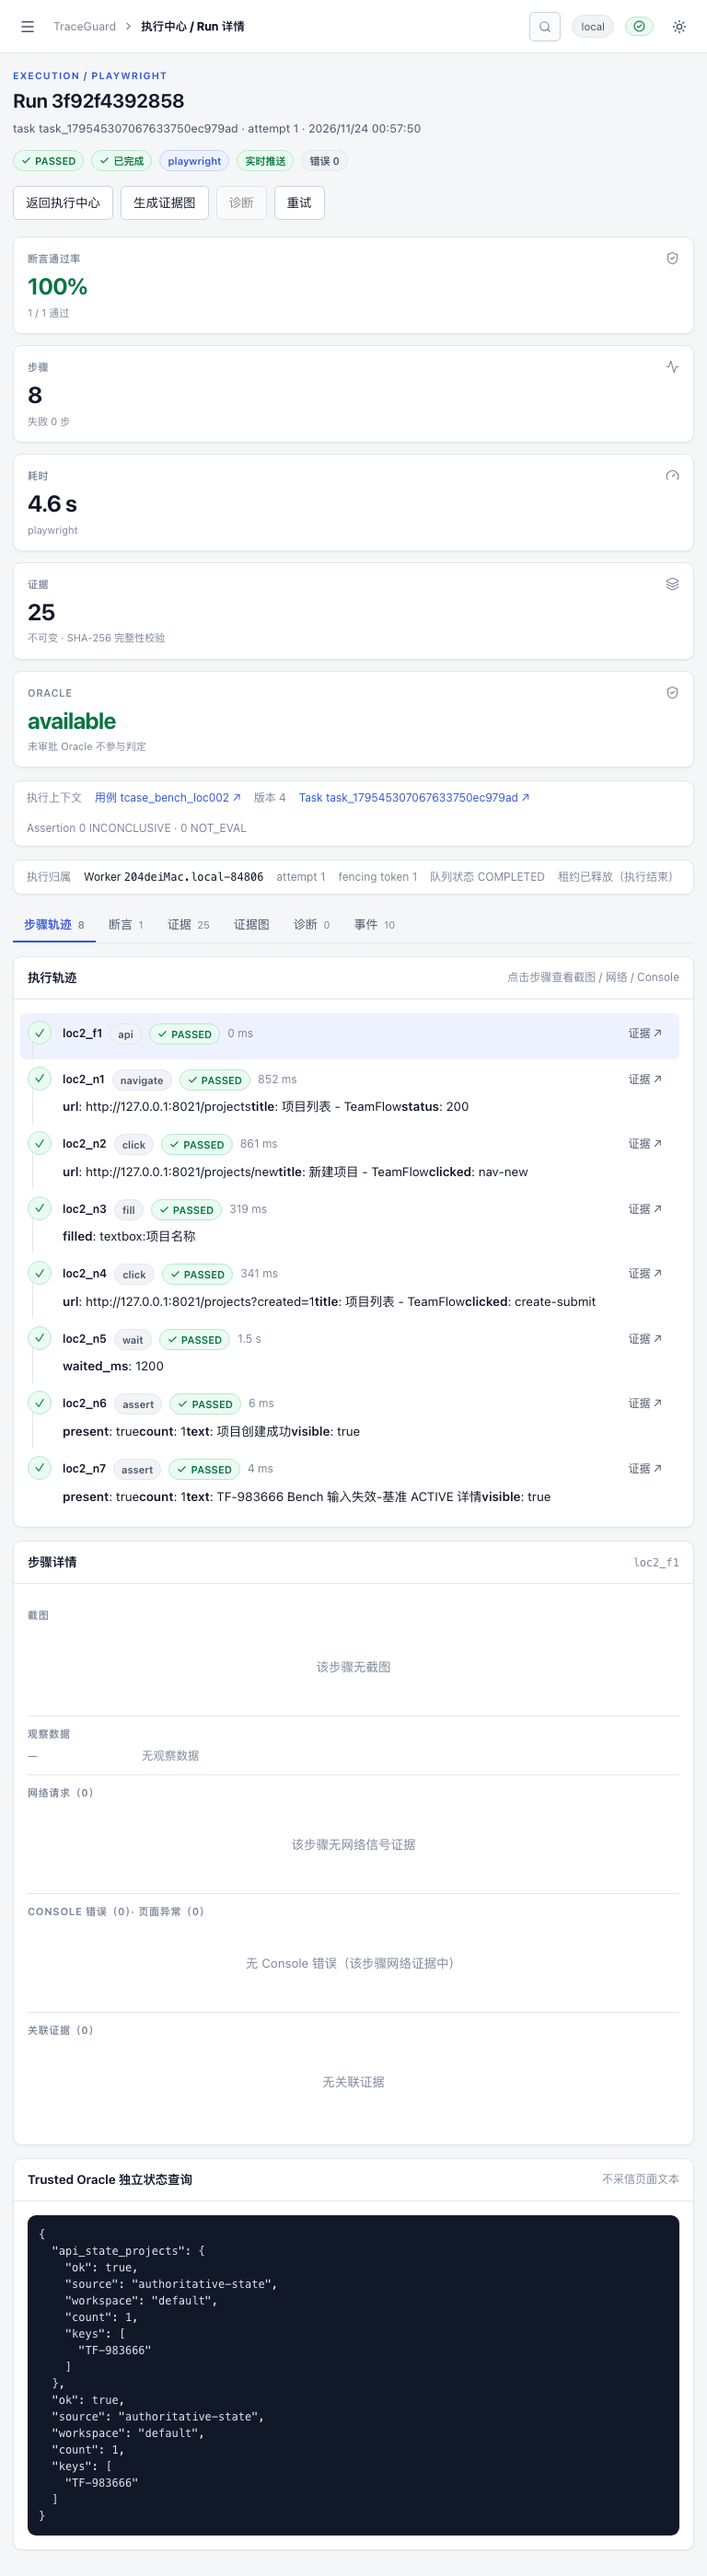 TraceGuard > 执行中心 / Run 详情 local
EXECUTION / PLAYWRIGHT
Run 3f92f4392858
task task_179545307067633750ec979ad · attempt 1 · 2026/11/24 00:57:50
PASSED 已完成 playwright 实时推送 错误 0
返回执行中心 生成证据图 诊断 重试
断言通过率
100%
1 / 1 通过
步骤
8
失败 0 步
耗时
4.6 s
playwright
证据
25
不可变 · SHA-256 完整性校验
ORACLE
available
未审批 Oracle 不参与判定
执行上下文 用例 tcase_bench_loc002 ↗ 版本 4 Task task_179545307067633750ec979ad ↗
Assertion 0 INCONCLUSIVE · 0 NOT_EVAL
执行归属 Worker 204deiMac.local-84806 attempt 1 fencing token 1 队列状态 COMPLETED 租约已释放（执行结束）
步骤轨迹 8 断言 1 证据 25 证据图 诊断 0 事件 10
执行轨迹 点击步骤查看截图 / 网络 / Console
loc2_f1 api PASSED 0 ms 证据 ↗
loc2_n1 navigate PASSED 852 ms 证据 ↗
url: http://127.0.0.1:8021/projectstitle: 项目列表 - TeamFlowstatus: 200
loc2_n2 click PASSED 861 ms 证据 ↗
url: http://127.0.0.1:8021/projects/newtitle: 新建项目 - TeamFlowclicked: nav-new
loc2_n3 fill PASSED 319 ms 证据 ↗
filled: textbox:项目名称
loc2_n4 click PASSED 341 ms 证据 ↗
url: http://127.0.0.1:8021/projects?created=1title: 项目列表 - TeamFlowclicked: create-submit
loc2_n5 wait PASSED 1.5 s 证据 ↗
waited_ms: 1200
loc2_n6 assert PASSED 6 ms 证据 ↗
present: truecount: 1text: 项目创建成功visible: true
loc2_n7 assert PASSED 4 ms 证据 ↗
present: truecount: 1text: TF-983666 Bench 输入失效-基准 ACTIVE 详情visible: true
步骤详情 loc2_f1
截图
该步骤无截图
观察数据
— 无观察数据
网络请求（0）
该步骤无网络信号证据
CONSOLE 错误（0）· 页面异常（0）
无 Console 错误（该步骤网络证据中）
关联证据（0）
无关联证据
Trusted Oracle 独立状态查询 不采信页面文本
{
"api_state_projects": {
"ok": true,
"source": "authoritative-state",
"workspace": "default",
"count": 1,
"keys": [
"TF-983666"
]
},
"ok": true,
"source": "authoritative-state",
"workspace": "default",
"count": 1,
"keys": [
"TF-983666"
]
}